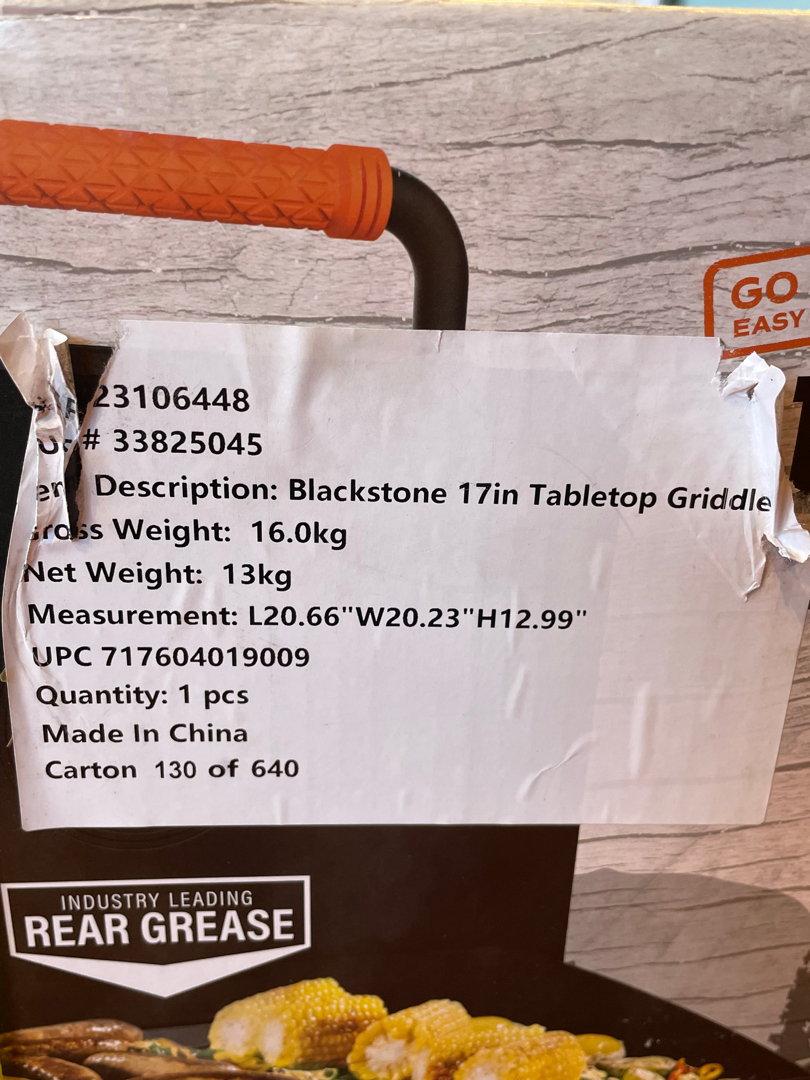 GO
EASY
23106448
# 33825045
Description: Blackstone 17in Tabletop Griddle
Gross Weight: 16.0kg
Net Weight: 13kg
Measurement: L20.66"W20.23"H12.99"
UPC 717604019009
Quantity: 1 pcs
Made In China
Carton 130 of 640
INDUSTRY LEADING
REAR GREASE